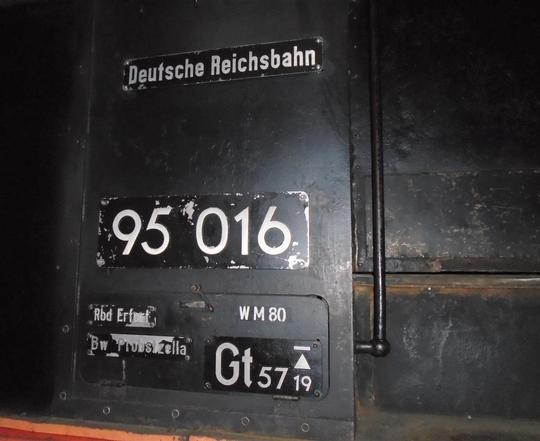 Deutsche Reichsbahn
95 016
Rbd Erfurt
WM 80
Bw Probstzella
Gt 57 19